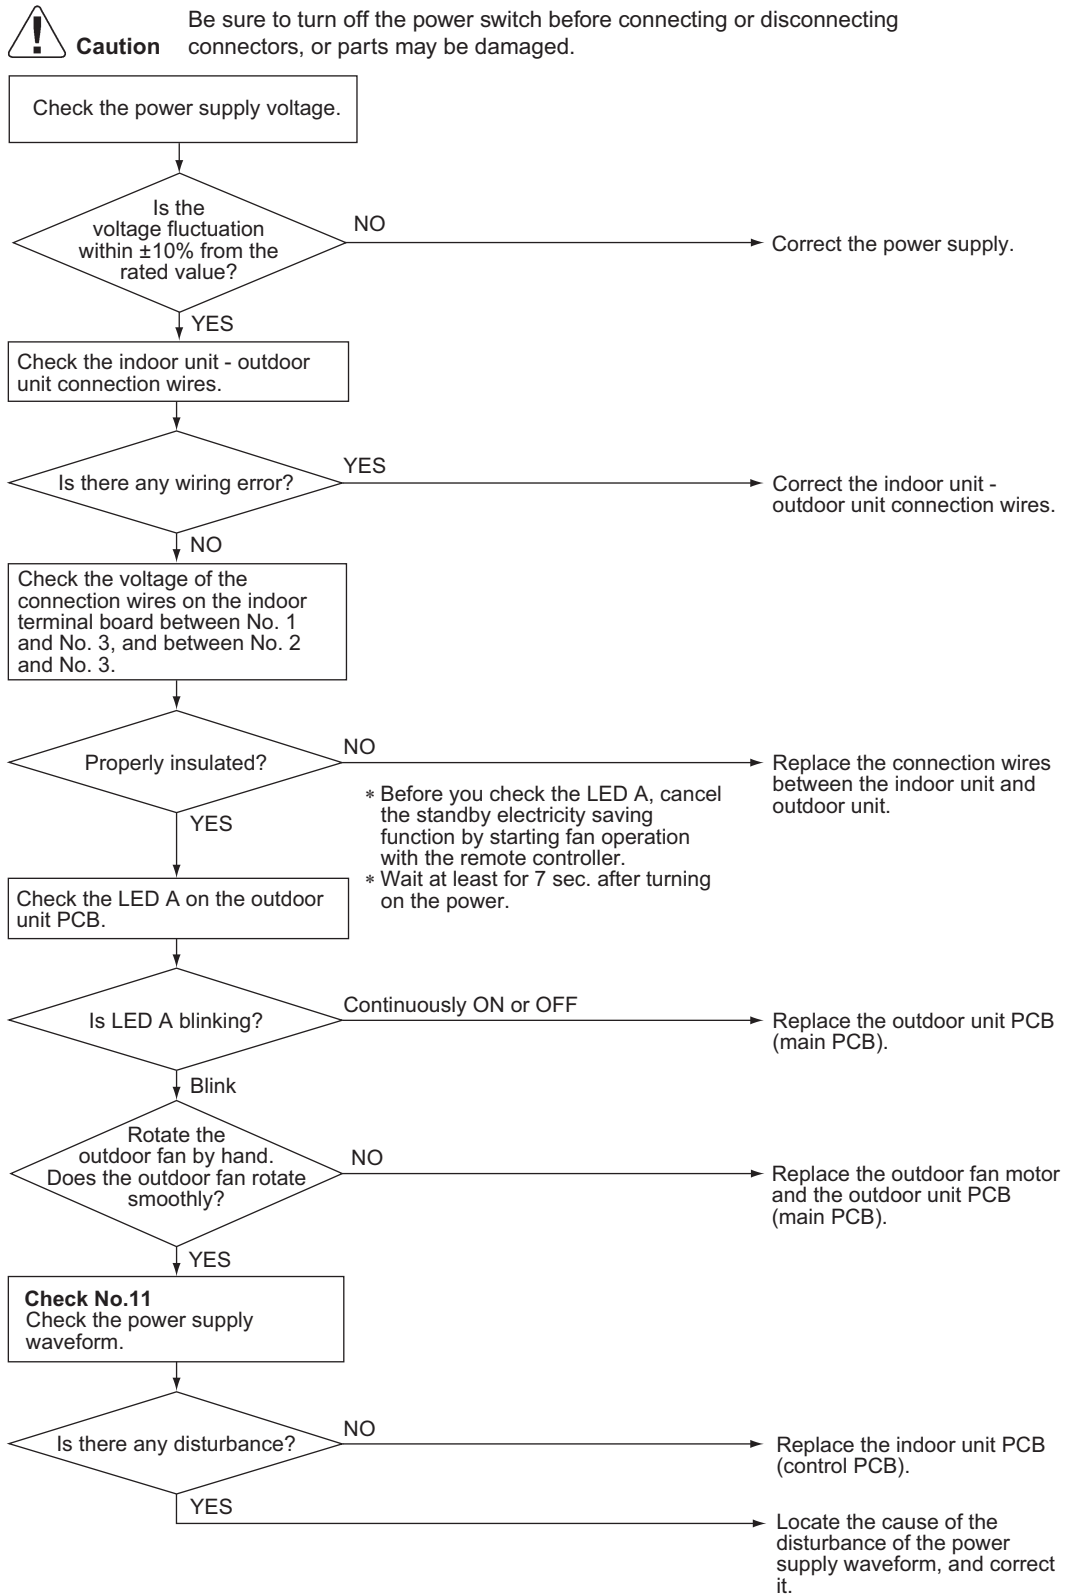 Be sure to turn off the power switch before connecting or disconnecting
Caution connectors, or parts may be damaged.
Check the power supply voltage.
Is the
voltage fluctuation
within ±10% from the
rated value?
NO
Correct the power supply.
YES
Check the indoor unit - outdoor
unit connection wires.
Is there any wiring error?
YES
Correct the indoor unit -
outdoor unit connection wires.
NO
Check the voltage of the
connection wires on the indoor
terminal board between No. 1
and No. 3, and between No. 2
and No. 3.
Properly insulated?
NO
Replace the connection wires
between the indoor unit and
outdoor unit.
YES
* Before you check the LED A, cancel
the standby electricity saving
function by starting fan operation
with the remote controller.
* Wait at least for 7 sec. after turning
on the power.
Check the LED A on the outdoor
unit PCB.
Is LED A blinking?
Continuously ON or OFF
Replace the outdoor unit PCB
(main PCB).
Blink
Rotate the
outdoor fan by hand.
Does the outdoor fan rotate
smoothly?
NO
Replace the outdoor fan motor
and the outdoor unit PCB
(main PCB).
YES
Check No.11
Check the power supply
waveform.
Is there any disturbance?
NO
Replace the indoor unit PCB
(control PCB).
YES
Locate the cause of the
disturbance of the power
supply waveform, and correct
it.